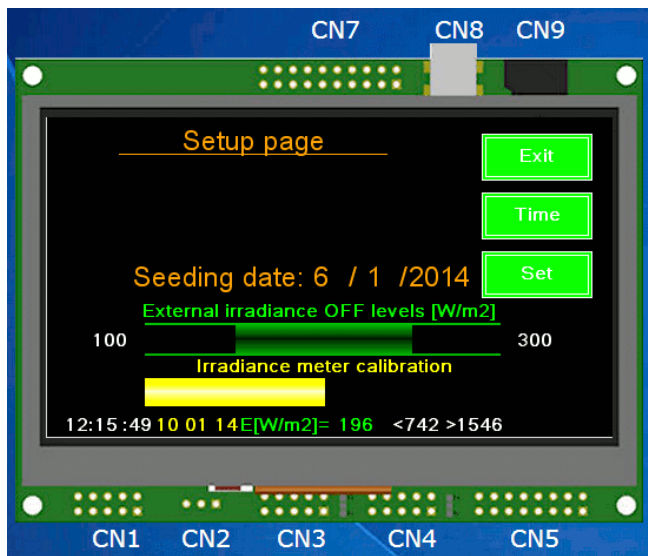 CN7 CN8 CN9
Setup page
Exit
Time
Seeding date: 6 / 1 /2014
Set
External irradiance OFF levels [W/m2]
100 300
Irradiance meter calibration
12:15:49 10 01 14 E[W/m2]= 196 <742 >1546
CN1 CN2 CN3 CN4 CN5